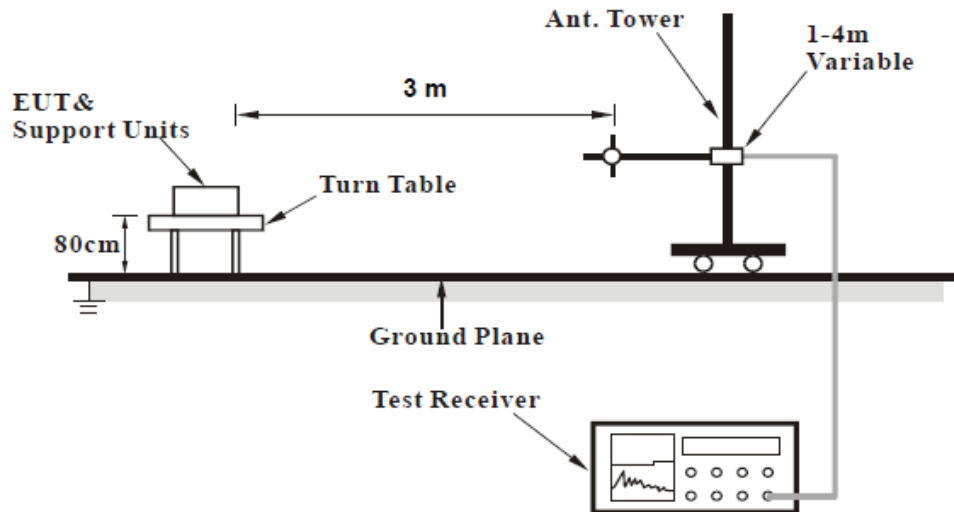 Ant. Tower
1-4m
Variable
3 m
EUT&
Support Units
Turn Table
80cm
Ground Plane
Test Receiver